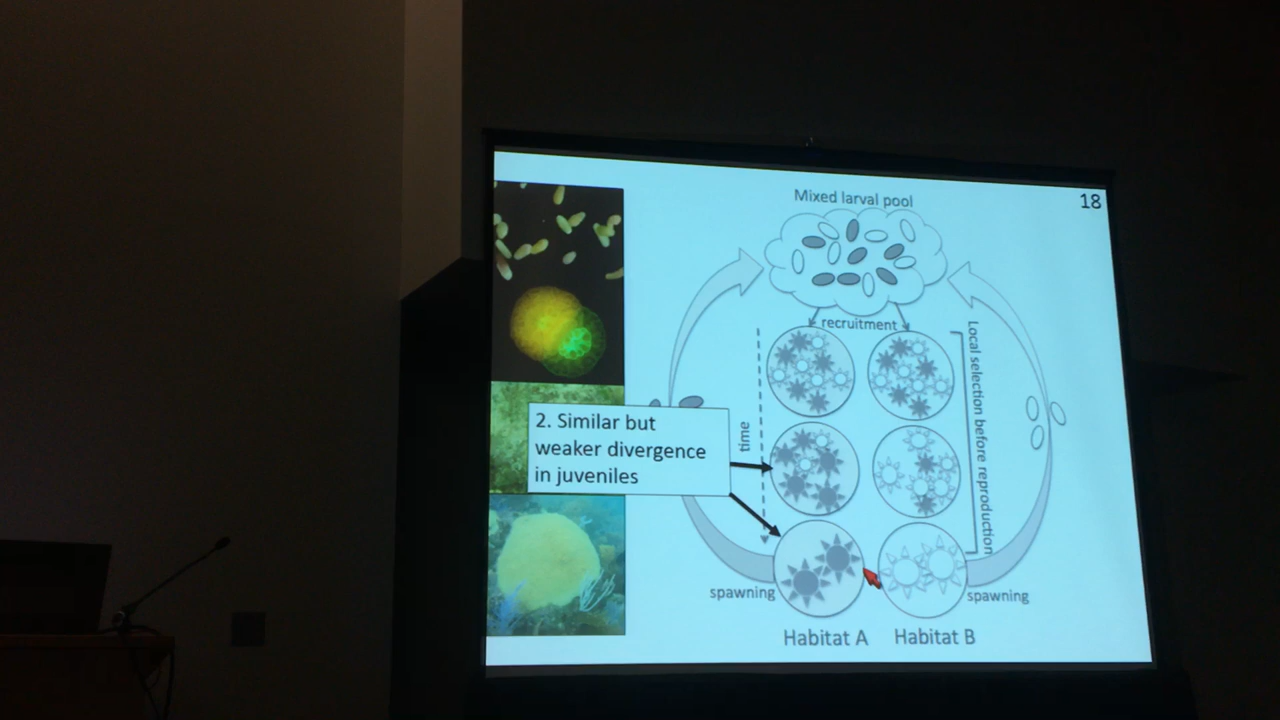 18
Mixed larval pool
recruitment
time
Local selection before reproduction
2. Similar but
weaker divergence
in juveniles
spawning
spawning
Habitat A
Habitat B